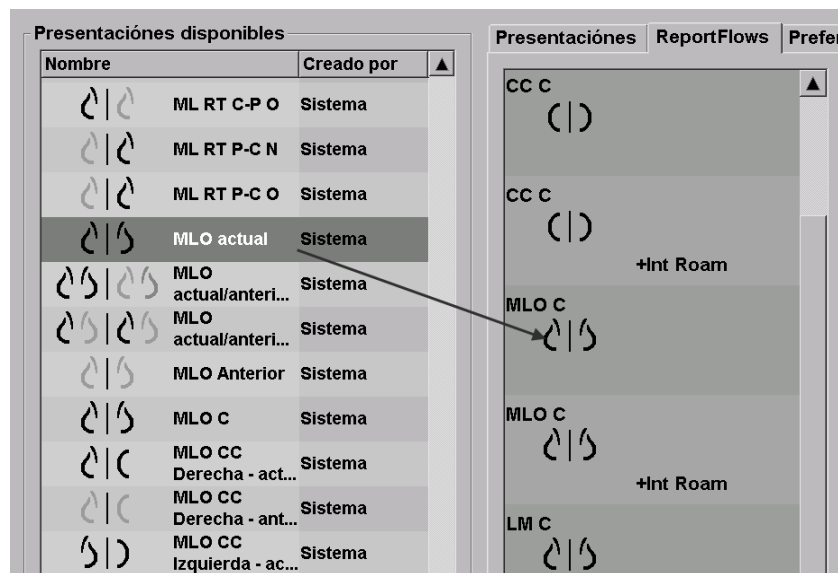 Presentaciónes disponibles
Nombre Creado por
ML RT C-P O Sistema
ML RT P-C N Sistema
ML RT P-C O Sistema
MLO actual Sistema
MLO
actual/anteri... Sistema
MLO
actual/anteri... Sistema
MLO Anterior Sistema
MLO C Sistema
MLO CC
Derecha - act... Sistema
MLO CC
Derecha - ant... Sistema
MLO CC
Izquierda - ac... Sistema
Presentaciónes ReportFlows Prefer
CC C
CC C
+Int Roam
MLO C
MLO C
+Int Roam
LM C